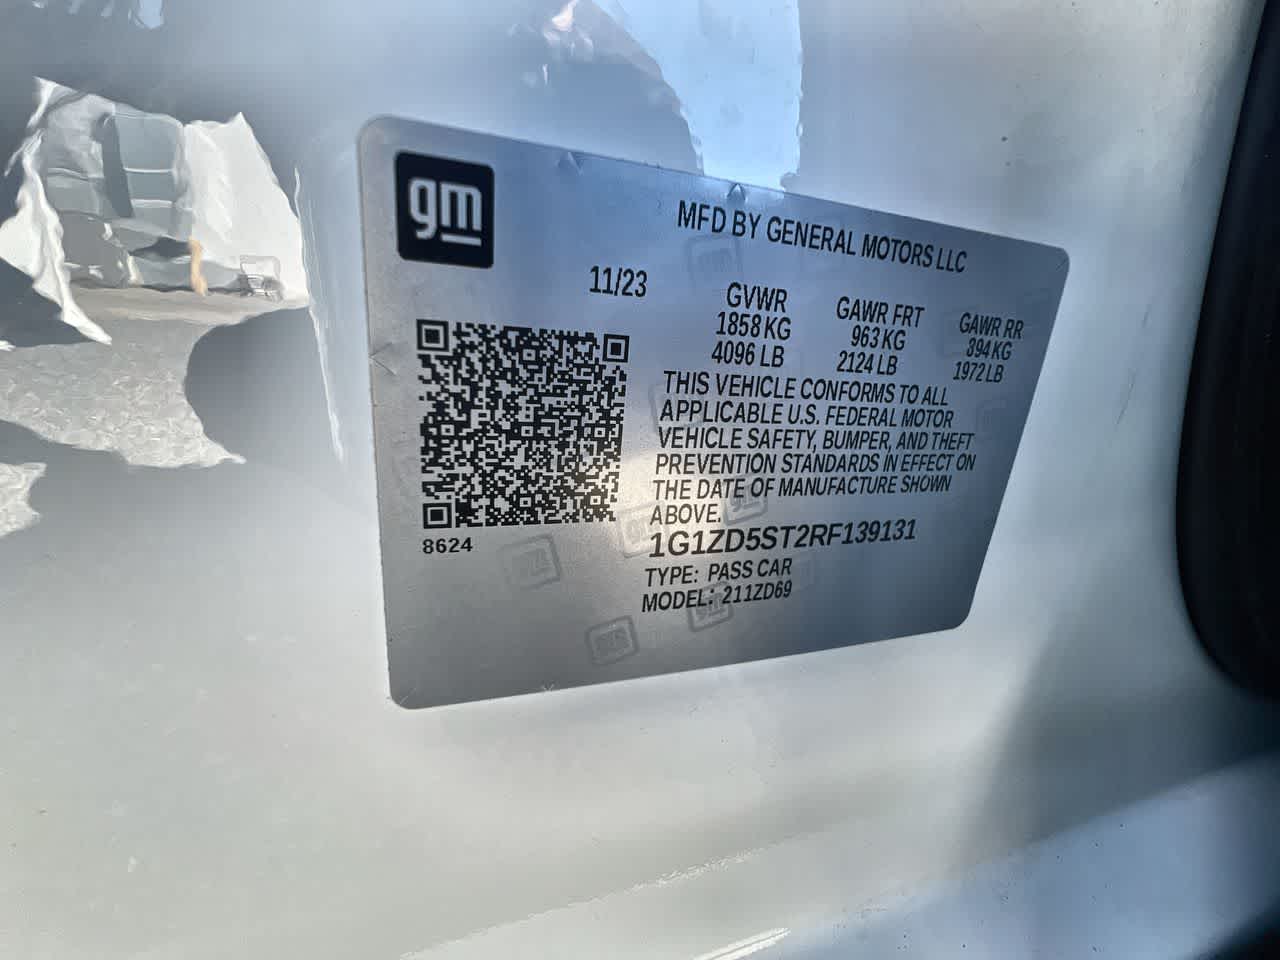 gm
MFD BY GENERAL MOTORS LLC
11/23
GVWR
1858 KG
4096 LB
GAWR FRT
963 KG
2124 LB
GAWR RR
894 KG
1972 LB
THIS VEHICLE CONFORMS TO ALL
APPLICABLE U.S. FEDERAL MOTOR
VEHICLE SAFETY, BUMPER, AND THEFT
PREVENTION STANDARDS IN EFFECT ON
THE DATE OF MANUFACTURE SHOWN
ABOVE.
1G1ZD5ST2RF139131
TYPE: PASS CAR
MODEL: 211ZD69
8624